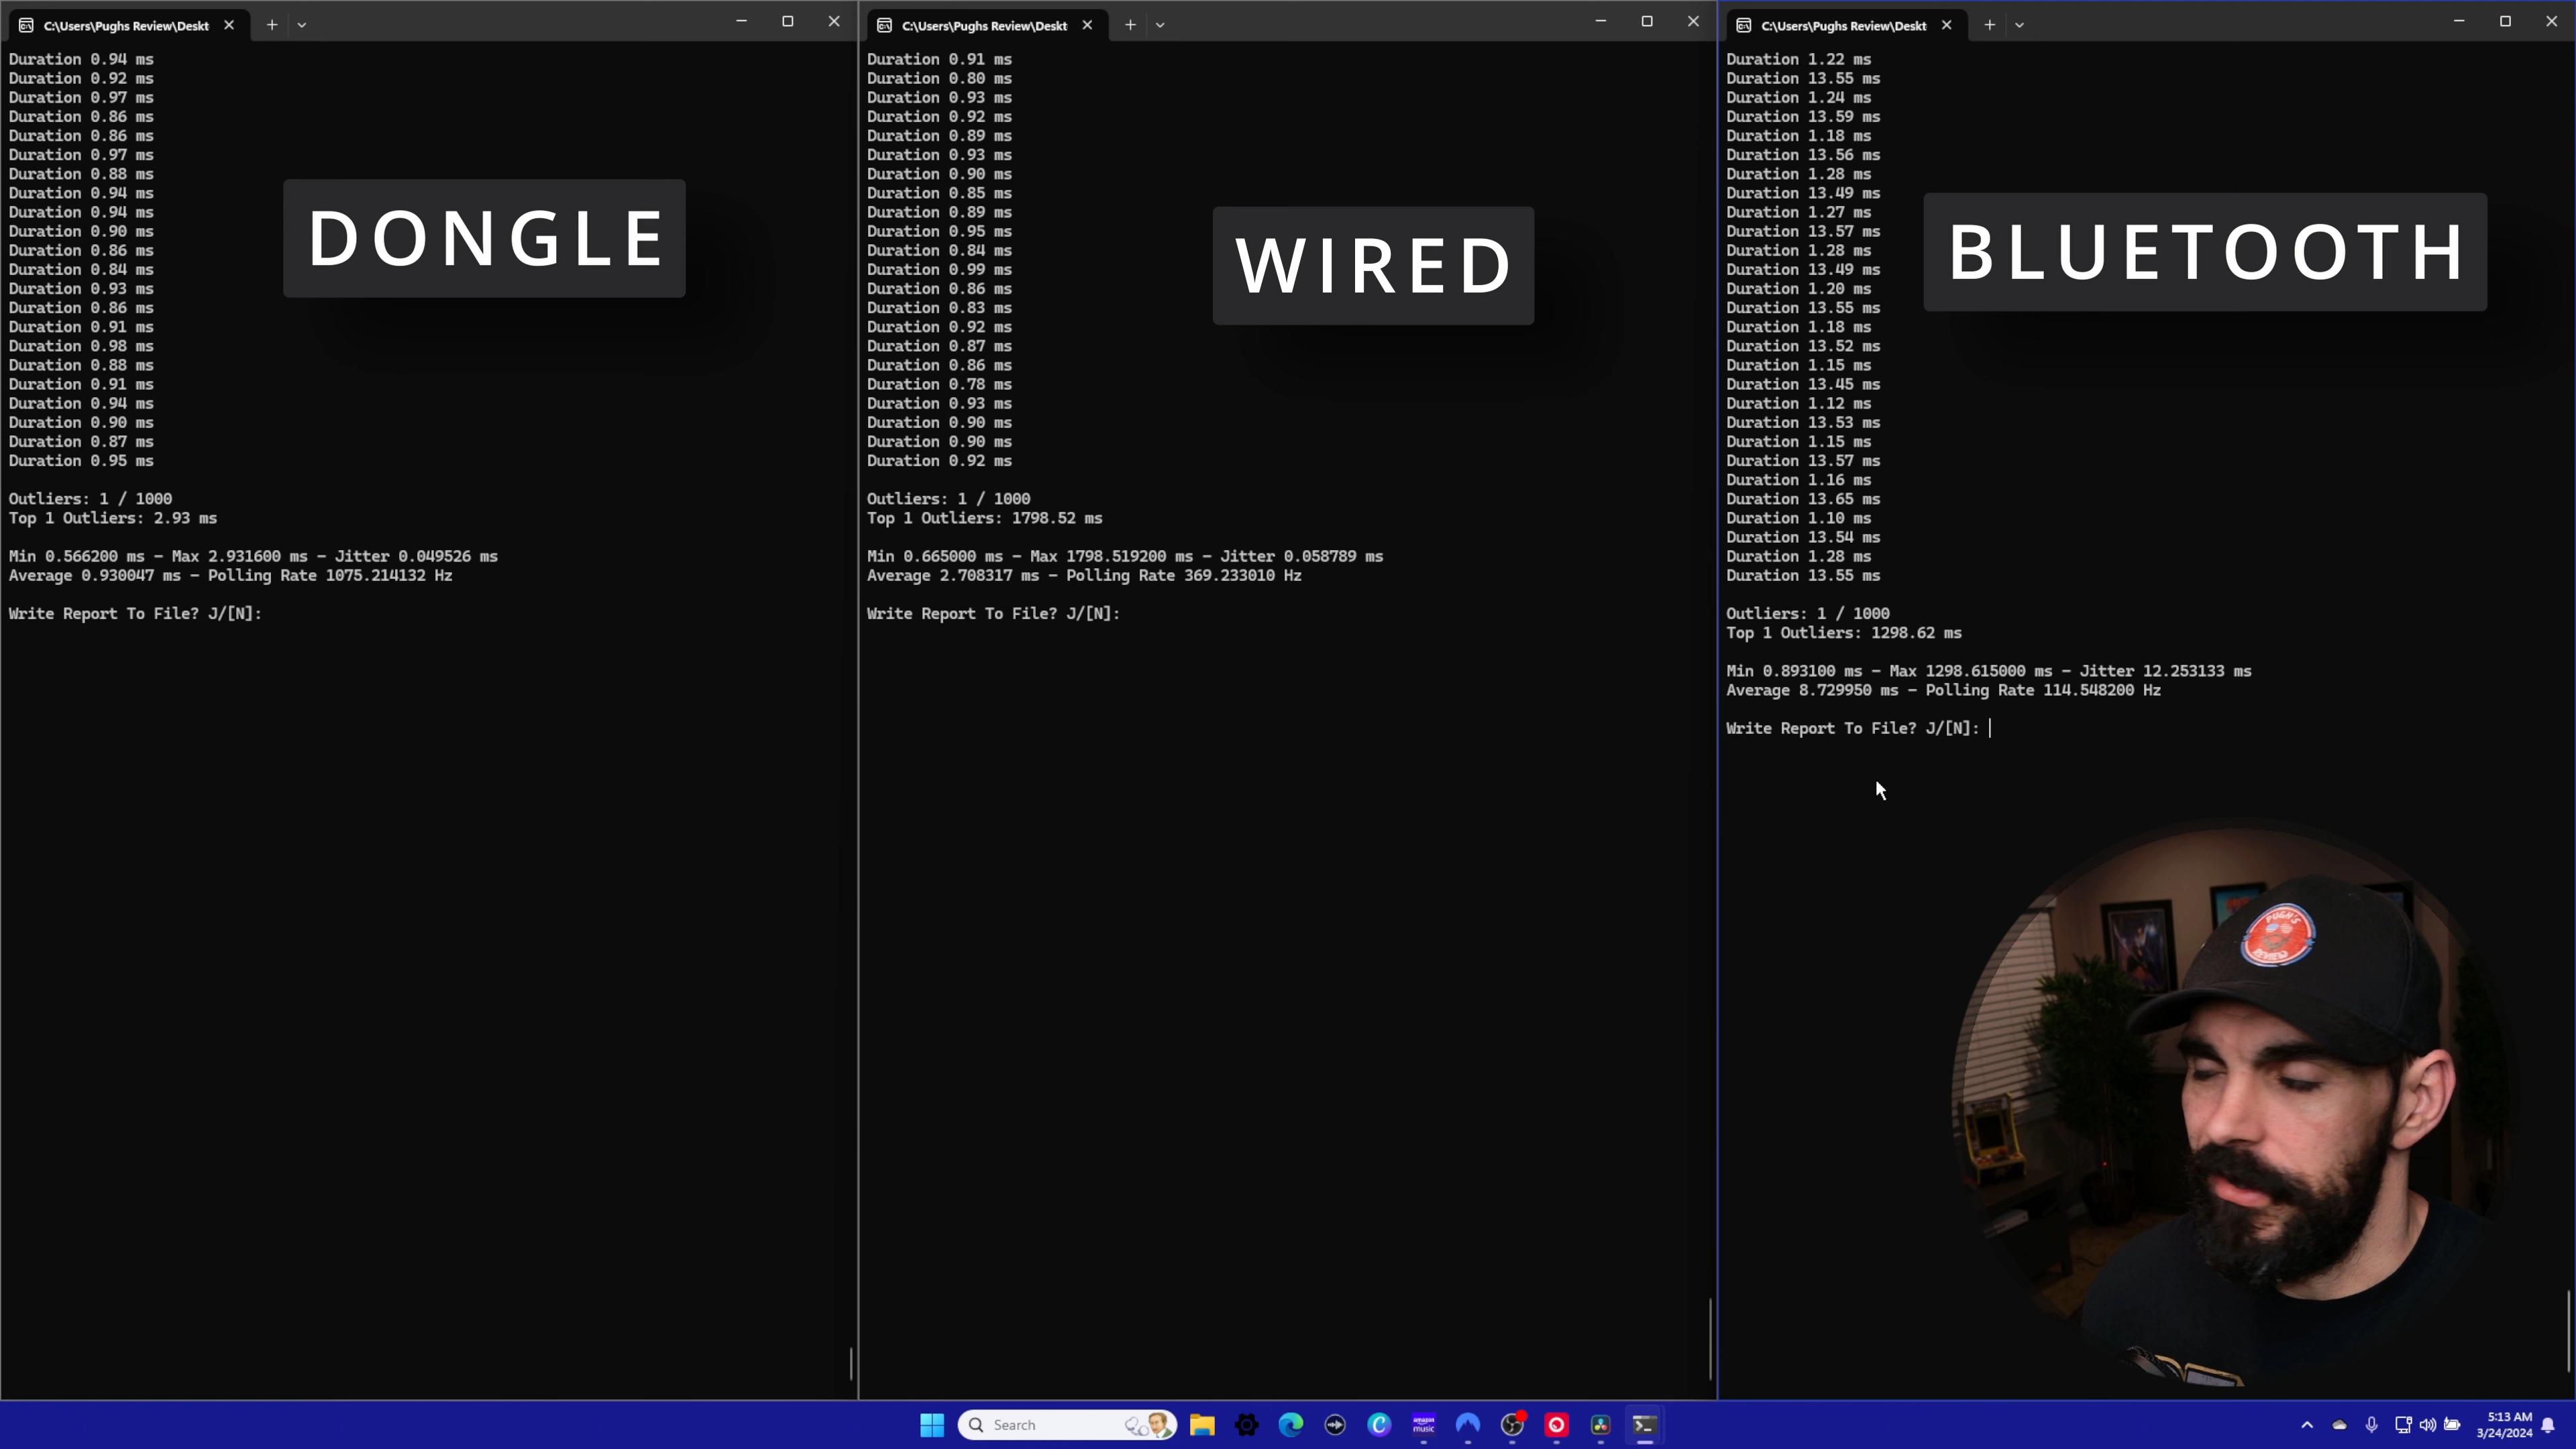 C:\Users\Pughs Review\Deskt
Duration 0.94 ms
Duration 0.92 ms
Duration 0.97 ms
Duration 0.86 ms
Duration 0.86 ms
Duration 0.97 ms
Duration 0.88 ms
Duration 0.94 ms
Duration 0.94 ms
Duration 0.90 ms
Duration 0.86 ms
Duration 0.84 ms
Duration 0.93 ms
Duration 0.86 ms
Duration 0.91 ms
Duration 0.98 ms
Duration 0.88 ms
Duration 0.91 ms
Duration 0.94 ms
Duration 0.90 ms
Duration 0.87 ms
Duration 0.95 ms
DONGLE
Outliers: 1 / 1000
Top 1 Outliers: 2.93 ms
Min 0.566200 ms - Max 2.931600 ms - Jitter 0.049526 ms
Average 0.930047 ms - Polling Rate 1075.214132 Hz
Write Report To File? J/[N]:
C:\Users\Pughs Review\Deskt
Duration 0.91 ms
Duration 0.80 ms
Duration 0.93 ms
Duration 0.92 ms
Duration 0.89 ms
Duration 0.93 ms
Duration 0.90 ms
Duration 0.85 ms
Duration 0.89 ms
Duration 0.95 ms
Duration 0.84 ms
Duration 0.99 ms
Duration 0.86 ms
Duration 0.83 ms
Duration 0.92 ms
Duration 0.87 ms
Duration 0.86 ms
Duration 0.78 ms
Duration 0.93 ms
Duration 0.90 ms
Duration 0.90 ms
Duration 0.92 ms
WIRED
Outliers: 1 / 1000
Top 1 Outliers: 1798.52 ms
Min 0.665000 ms - Max 1798.519200 ms - Jitter 0.058789 ms
Average 2.708317 ms - Polling Rate 369.233010 Hz
Write Report To File? J/[N]:
C:\Users\Pughs Review\Deskt
Duration 1.22 ms
Duration 13.55 ms
Duration 1.24 ms
Duration 13.59 ms
Duration 1.18 ms
Duration 13.56 ms
Duration 1.28 ms
Duration 13.49 ms
Duration 1.27 ms
Duration 13.57 ms
Duration 1.28 ms
Duration 13.49 ms
Duration 1.20 ms
Duration 13.55 ms
Duration 1.18 ms
Duration 13.52 ms
Duration 1.15 ms
Duration 13.45 ms
Duration 1.12 ms
Duration 13.53 ms
Duration 1.15 ms
Duration 13.57 ms
Duration 1.16 ms
Duration 13.65 ms
Duration 1.10 ms
Duration 13.54 ms
Duration 1.28 ms
Duration 13.55 ms
BLUETOOTH
Outliers: 1 / 1000
Top 1 Outliers: 1298.62 ms
Min 0.893100 ms - Max 1298.615000 ms - Jitter 12.253133 ms
Average 8.729950 ms - Polling Rate 114.548200 Hz
Write Report To File? J/[N]:
PUGH'S
REVIEW
Search
amazon
music
5:13 AM
3/24/2024